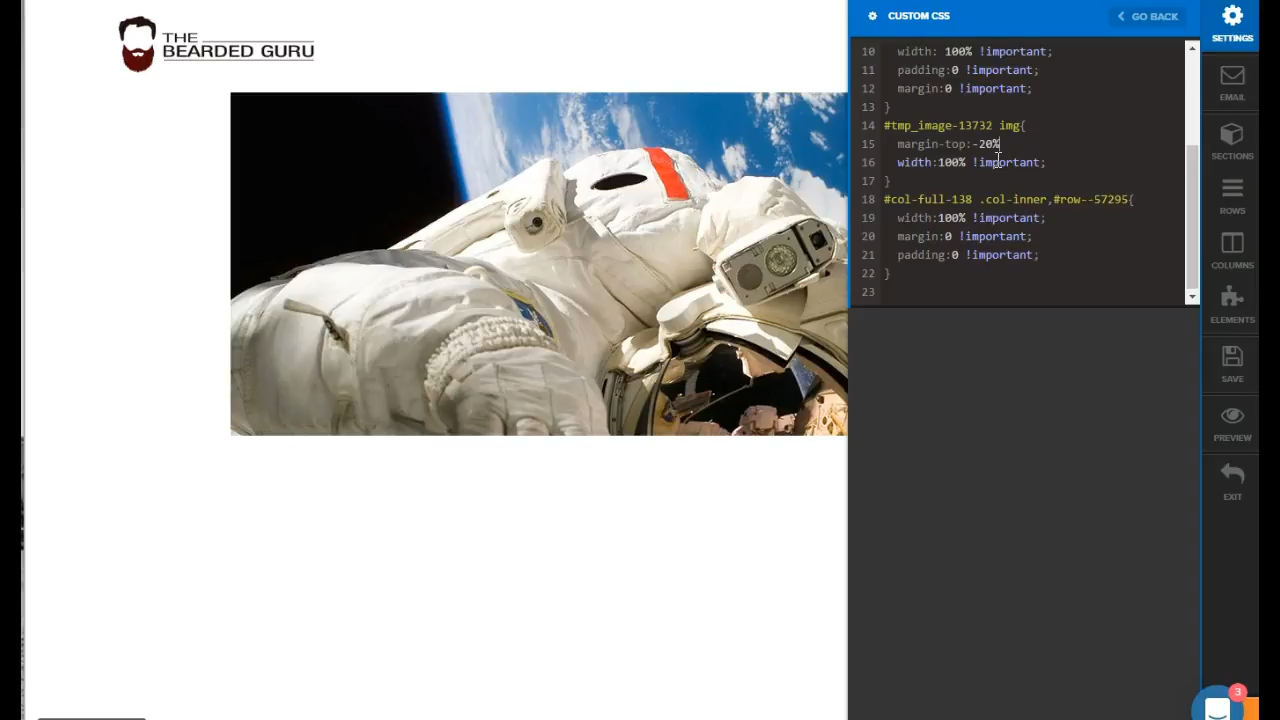 THE
BEARDED GURU
CUSTOM CSS
GO BACK
10 width: 100% !important;
11 padding:0 !important;
12 margin:0 !important;
13 }
14 #tmp_image-13732 img{
15 margin-top:-20%
16 width:100% !important;
17 }
18 #col-full-138 .col-inner,#row--57295{
19 width:100% !important;
20 margin:0 !important;
21 padding:0 !important;
22 }
23
SETTINGS
EMAIL
SECTIONS
ROWS
COLUMNS
ELEMENTS
SAVE
PREVIEW
EXIT
3